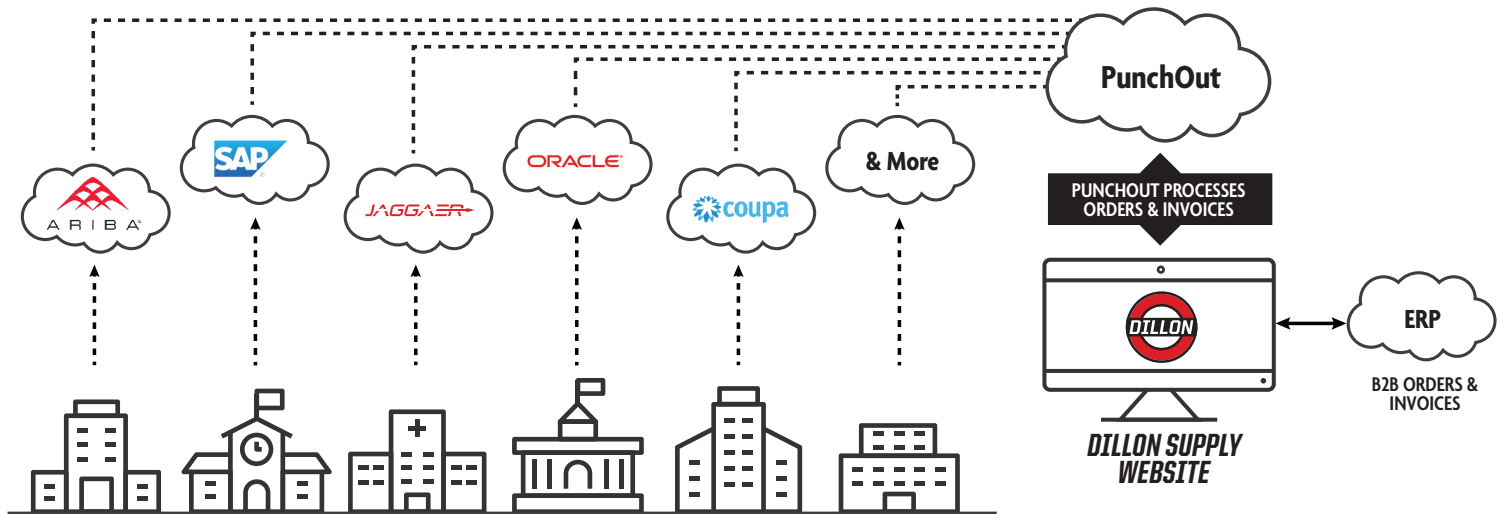 PunchOut
SAP®
ORACLE®
& More
ARIBA®
JAGGAER
coupa
PUNCHOUT PROCESSES
ORDERS & INVOICES
DILLON
ERP
B2B ORDERS &
INVOICES
DILLON SUPPLY
WEBSITE